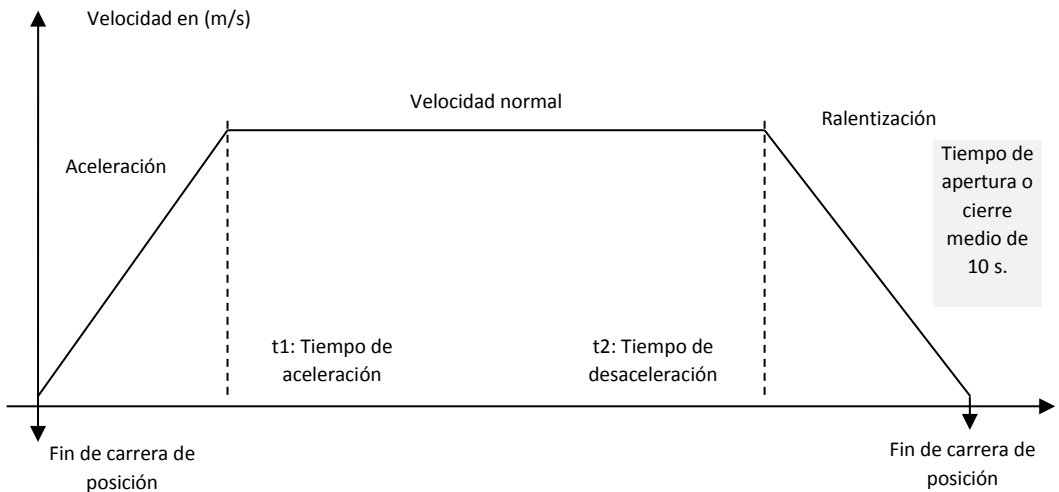 Velocidad en (m/s)
Velocidad normal
Ralentización
Aceleración
Tiempo de
apertura o
cierre
medio de
10 s.
t1: Tiempo de
aceleración
t2: Tiempo de
desaceleración
Fin de carrera de
posición
Fin de carrera de
posición